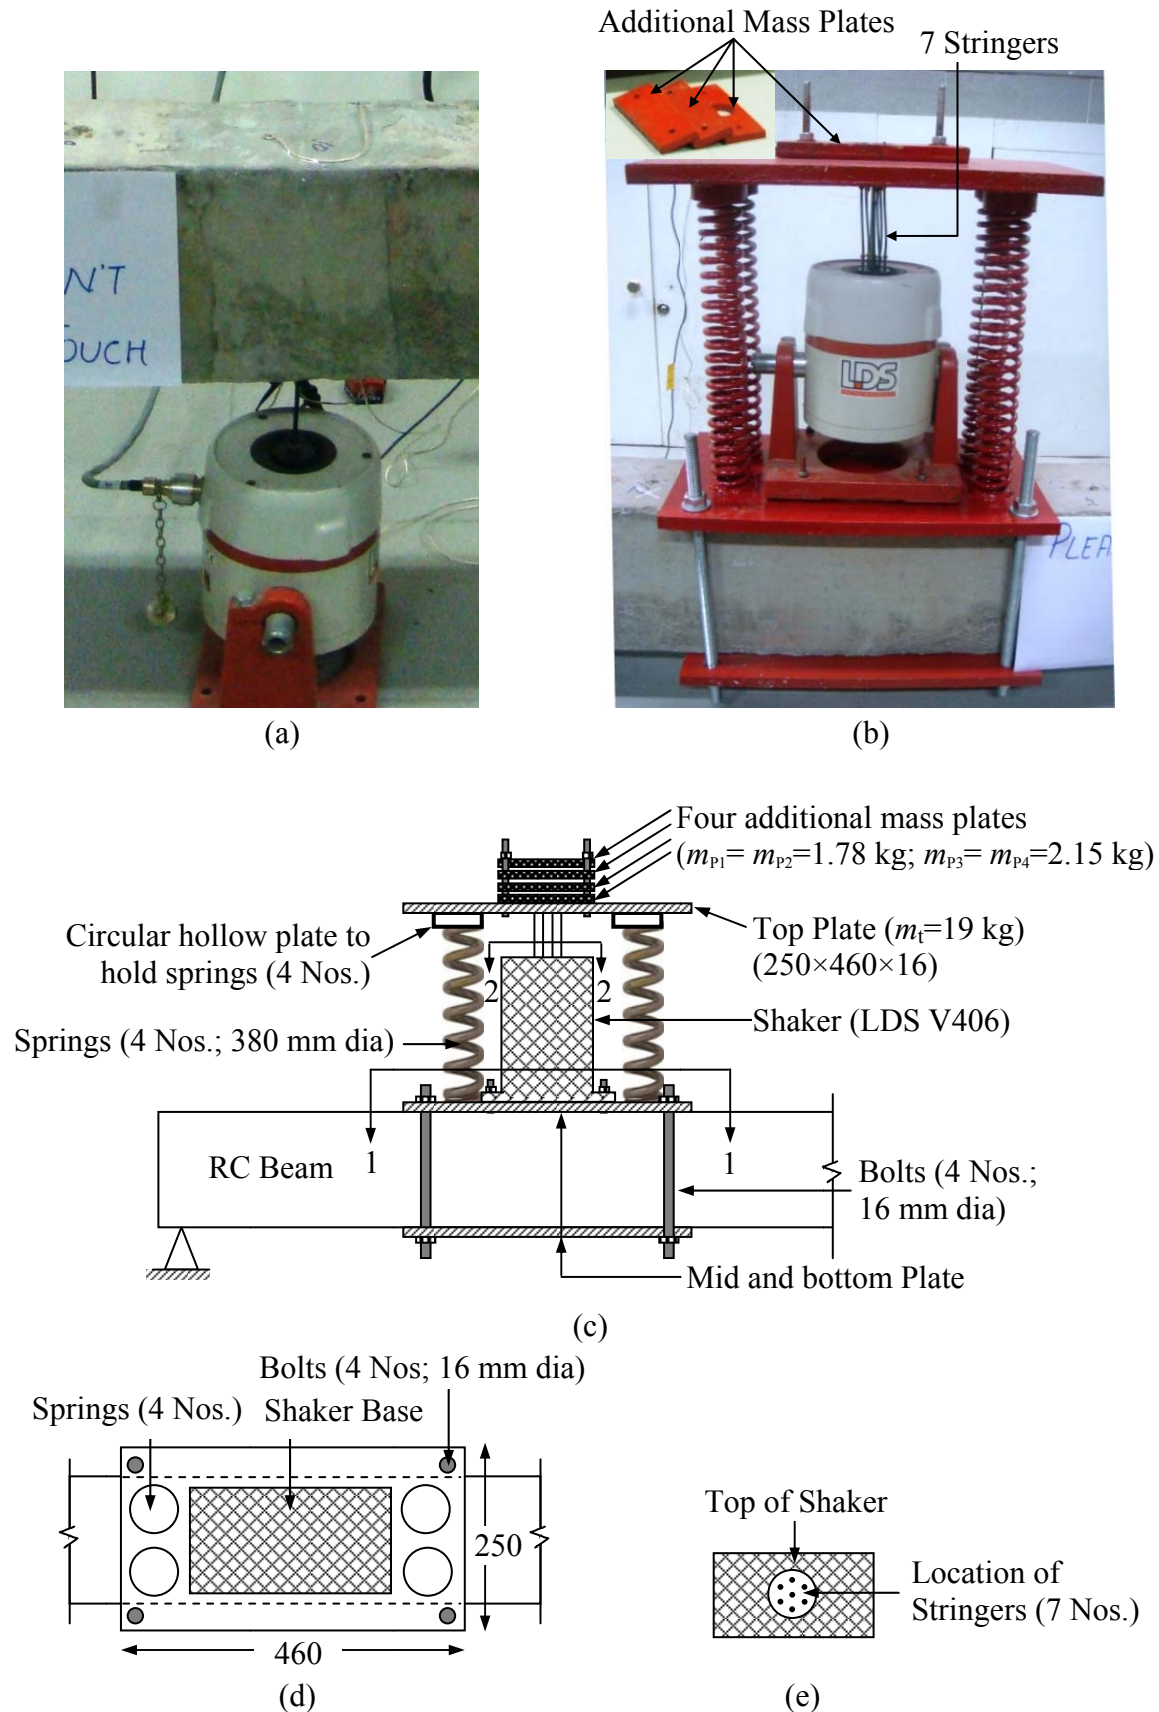 Additional Mass Plates
7 Stringers
N'T
OUCH
LDS
PLEA
(a)
(b)
Four additional mass plates
(mP1= mP2=1.78 kg; mP3= mP4=2.15 kg)
Circular hollow plate to
hold springs (4 Nos.)
Top Plate (mt=19 kg)
(250×460×16)
2
2
Shaker (LDS V406)
Springs (4 Nos.; 380 mm dia)
1
1
RC Beam
Bolts (4 Nos.;
16 mm dia)
Mid and bottom Plate
(c)
Bolts (4 Nos; 16 mm dia)
Springs (4 Nos.)
Shaker Base
250
460
(d)
Top of Shaker
Location of
Stringers (7 Nos.)
(e)